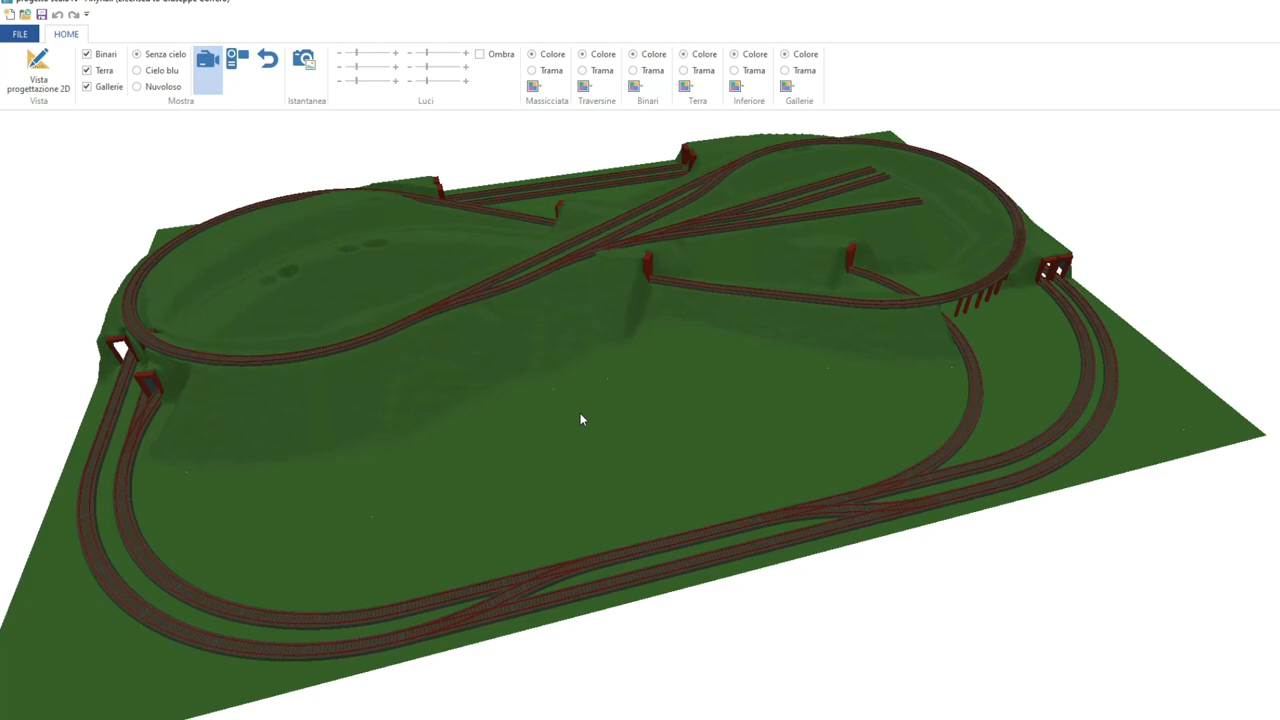 FILE
HOME
Vista
progettazione 2D
Vista
Binari
Terra
Gallerie
Senza cielo
Cielo blu
Nuvoloso
Mostra
Istantanea
Luci
Ombra
Colore
Trama
Massicciata
Colore
Trama
Traversine
Colore
Trama
Binari
Colore
Trama
Terra
Colore
Trama
Inferiore
Colore
Trama
Gallerie